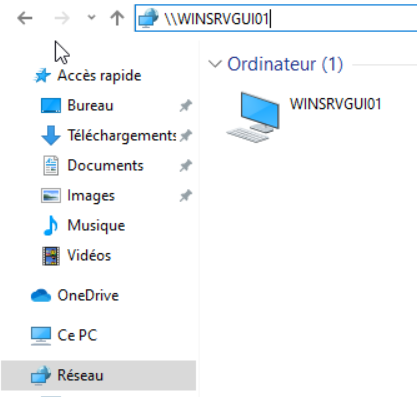 \\WINSRVGUI01
Accès rapide
Bureau
Téléchargements
Documents
Images
Musique
Vidéos
OneDrive
Ce PC
Réseau
Ordinateur (1)
WINSRVGUI01